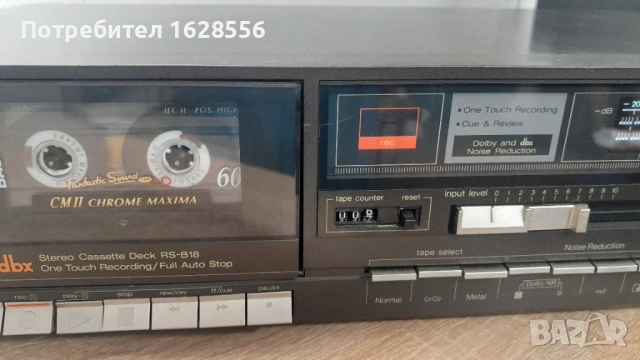 Потребител 1628556
IEC II · POS HIGH
CHROME
Fantastic Sound
60
CM II CHROME MAXIMA
dbx
Stereo Cassette Deck RS-B18
One Touch Recording/Full Auto Stop
rec
play
stop
rew/rev
ff/cue
pause
rec
• One Touch Recording
• Cue & Review
Dolby and dbx
Noise Reduction
-dB
-20
tape counter
reset
input level
0 1 2 3 4 5 6 7 8 9 10
tape select
Noise Reduction
Normal
CrO2
Metal
Dolby NR
out
bazar